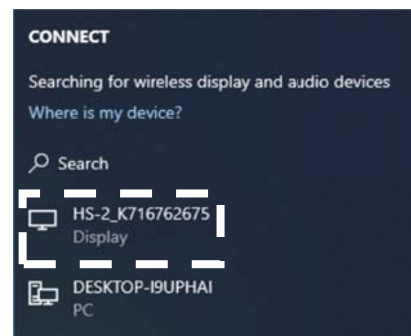 CONNECT
Searching for wireless display and audio devices
Where is my device?
Search
HS-2_K716762675
Display
DESKTOP-I9UPHAI
PC